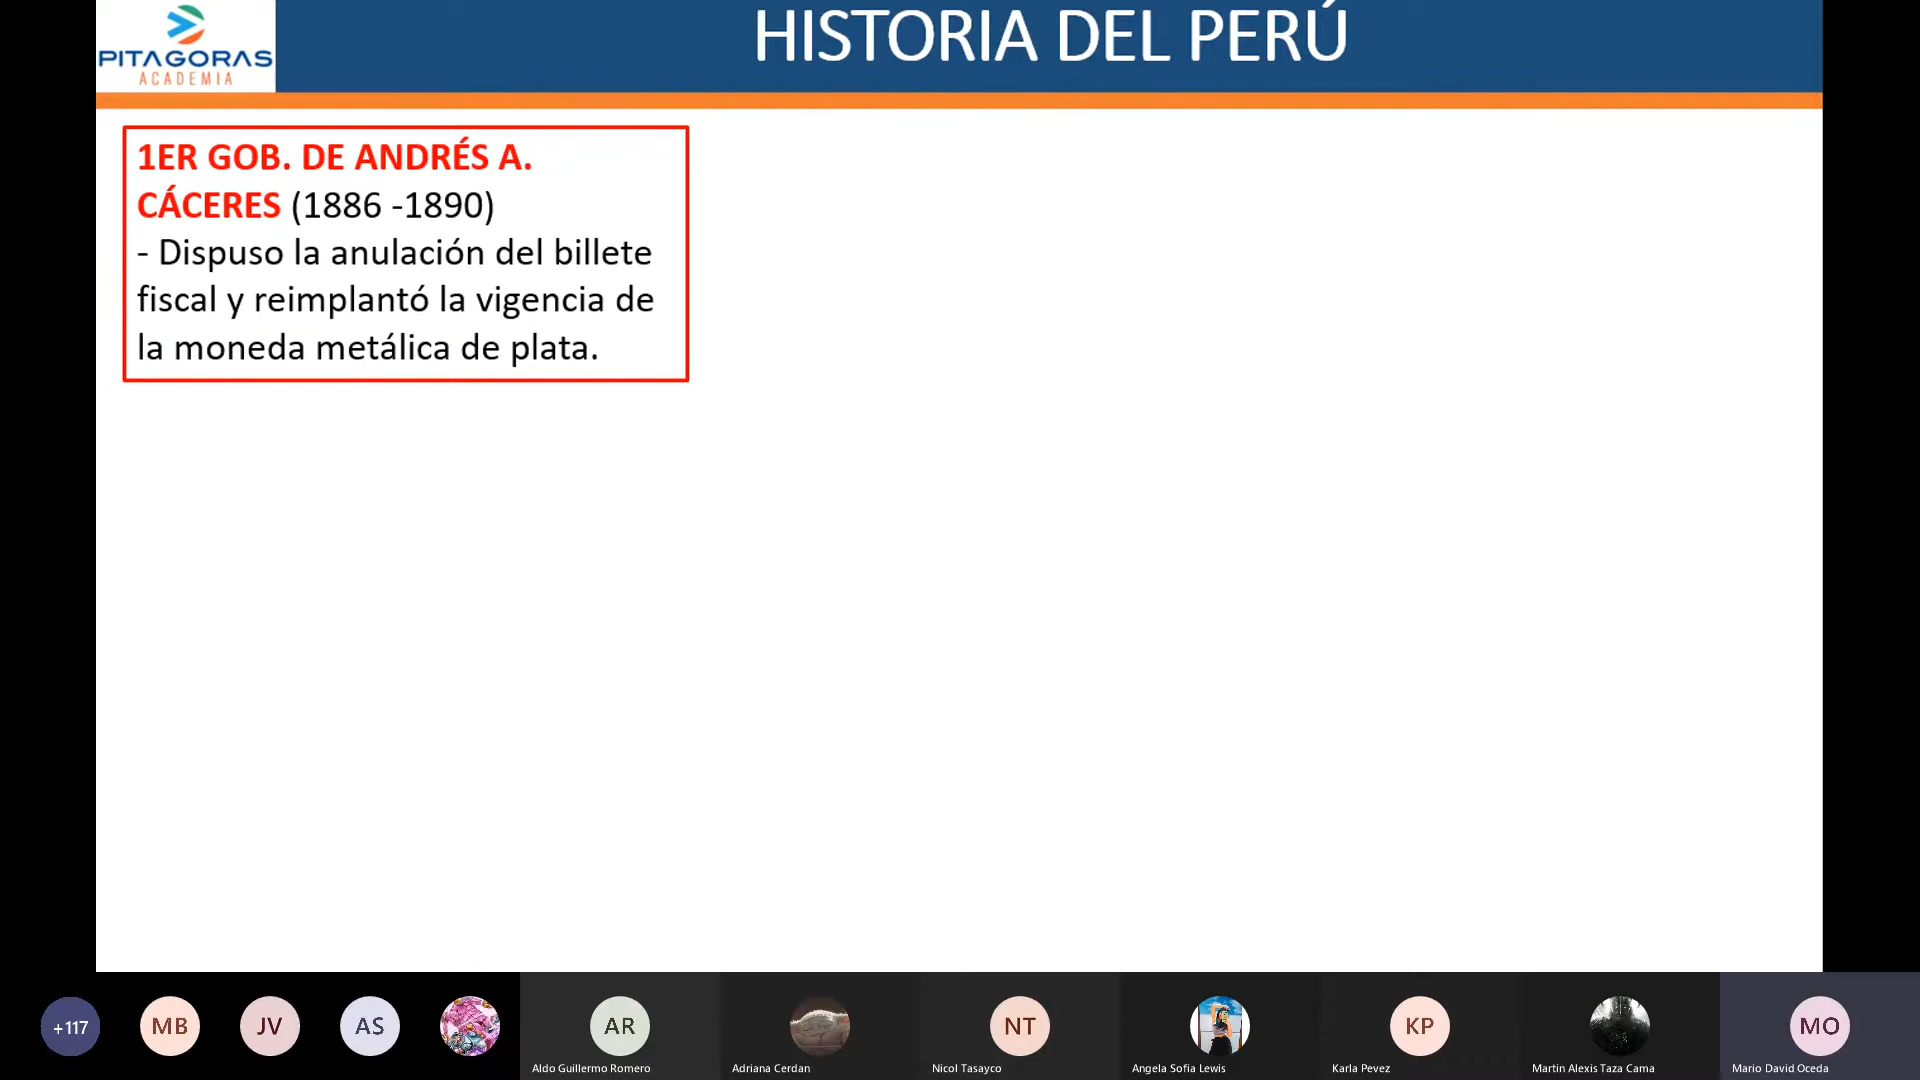 PITAGORAS
ACADEMIA
HISTORIA DEL PERÚ
1ER GOB. DE ANDRÉS A.
CÁCERES (1886 -1890)
- Dispuso la anulación del billete
fiscal y reimplantó la vigencia de
la moneda metálica de plata.
+117
MB
JV
AS
AR
NT
KP
MO
Aldo Guillermo Romero
Adriana Cerdan
Nicol Tasayco
Angela Sofia Lewis
Karla Pevez
Martin Alexis Taza Cama
Mario David Oceda